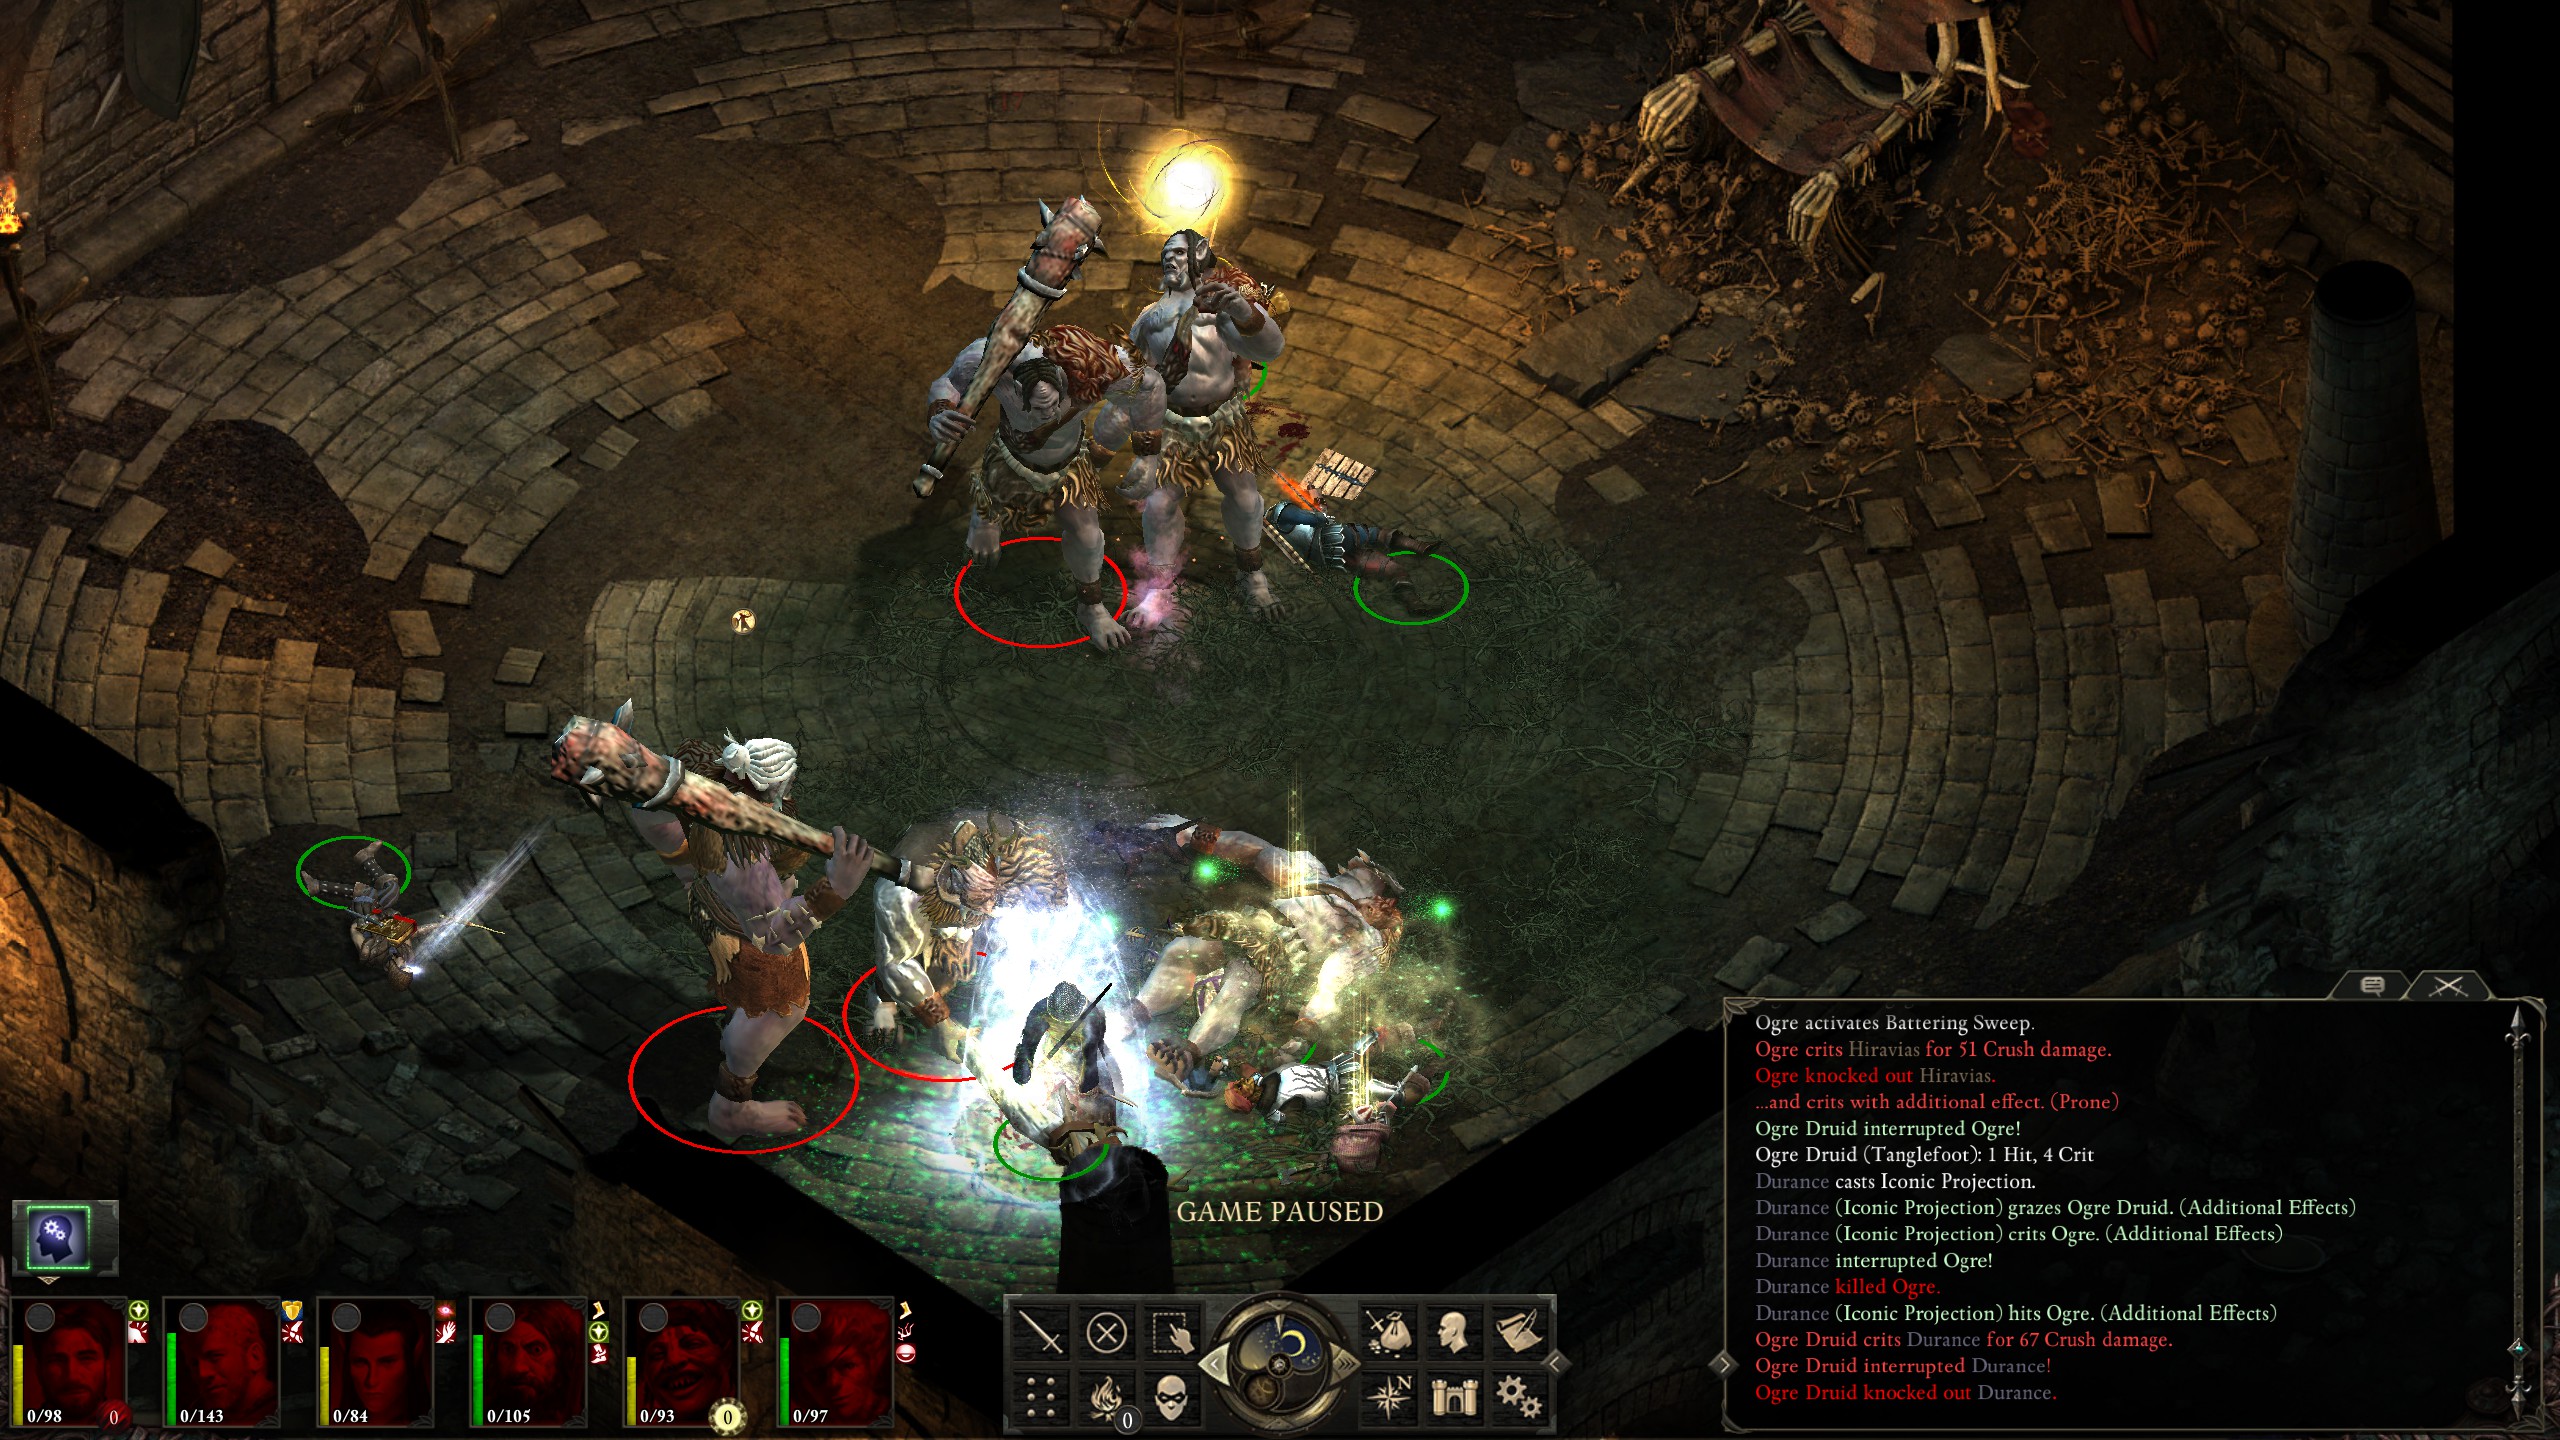 Ogre activates Battering Sweep.
Ogre crits Hiravias for 51 Crush damage.
Ogre knocked out Hiravias.
...and crits with additional effect. (Prone)
Ogre Druid interrupted Ogre!
Ogre Druid (Tanglefoot): 1 Hit, 4 Crit
Durance casts Iconic Projection.
Durance (Iconic Projection) grazes Ogre Druid. (Additional Effects)
Durance (Iconic Projection) crits Ogre. (Additional Effects)
Durance interrupted Ogre!
Durance killed Ogre.
Durance (Iconic Projection) hits Ogre. (Additional Effects)
Ogre Druid crits Durance for 67 Crush damage.
Ogre Druid interrupted Durance!
Ogre Druid knocked out Durance.
GAME PAUSED
N
0/98 0 0/143 0/84 0/105 0/93 0 0/97 0